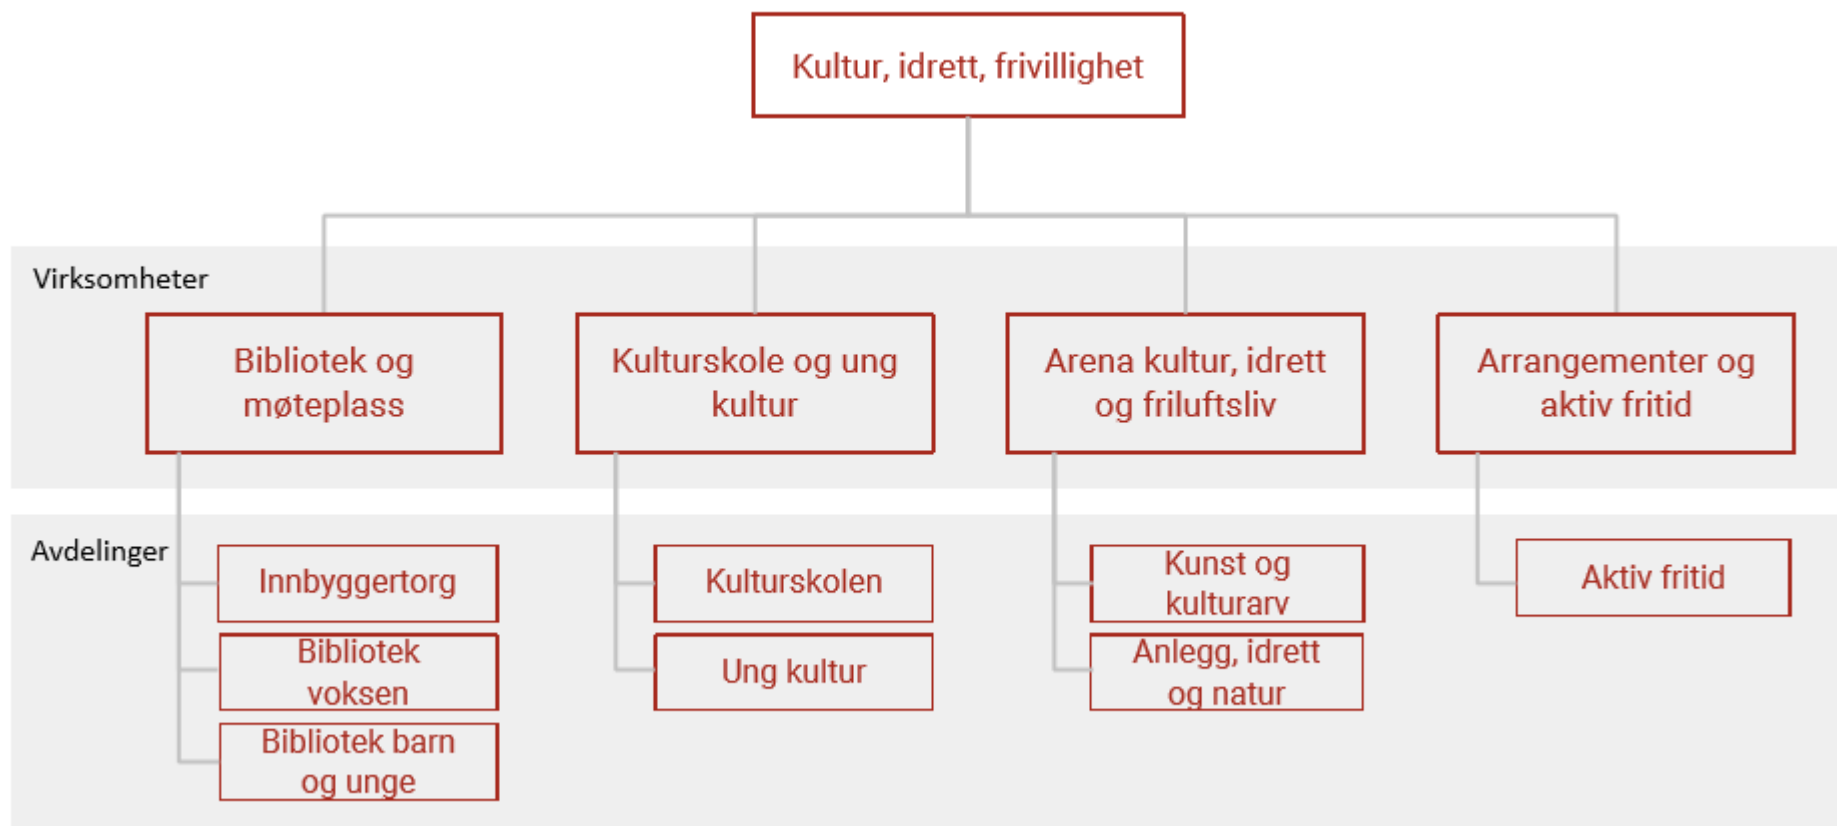 Kultur, idrett, frivillighet
Virksomheter
Bibliotek og
møteplass
Kulturskole og ung
kultur
Arena kultur, idrett
og friluftsliv
Arrangementer og
aktiv fritid
Avdelinger
Innbyggertorg
Bibliotek
voksen
Bibliotek barn
og unge
Kulturskolen
Ung kultur
Kunst og
kulturarv
Anlegg, idrett
og natur
Aktiv fritid